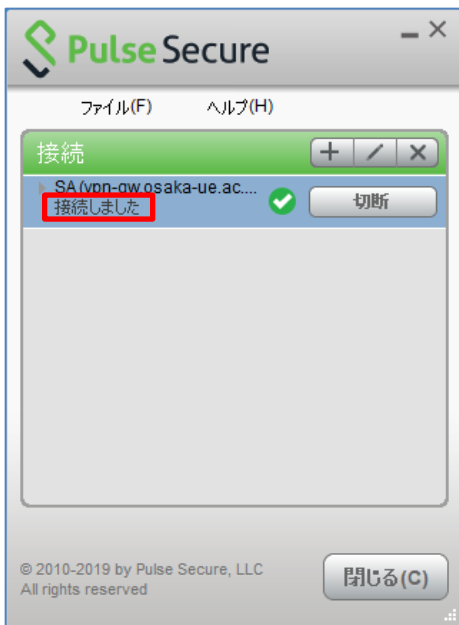 Pulse Secure
ファイル(F) ヘルプ(H)
接続
SA (vpn-gw.osaka-ue.ac....
接続しました
切断
© 2010-2019 by Pulse Secure, LLC
All rights reserved
閉じる(C)